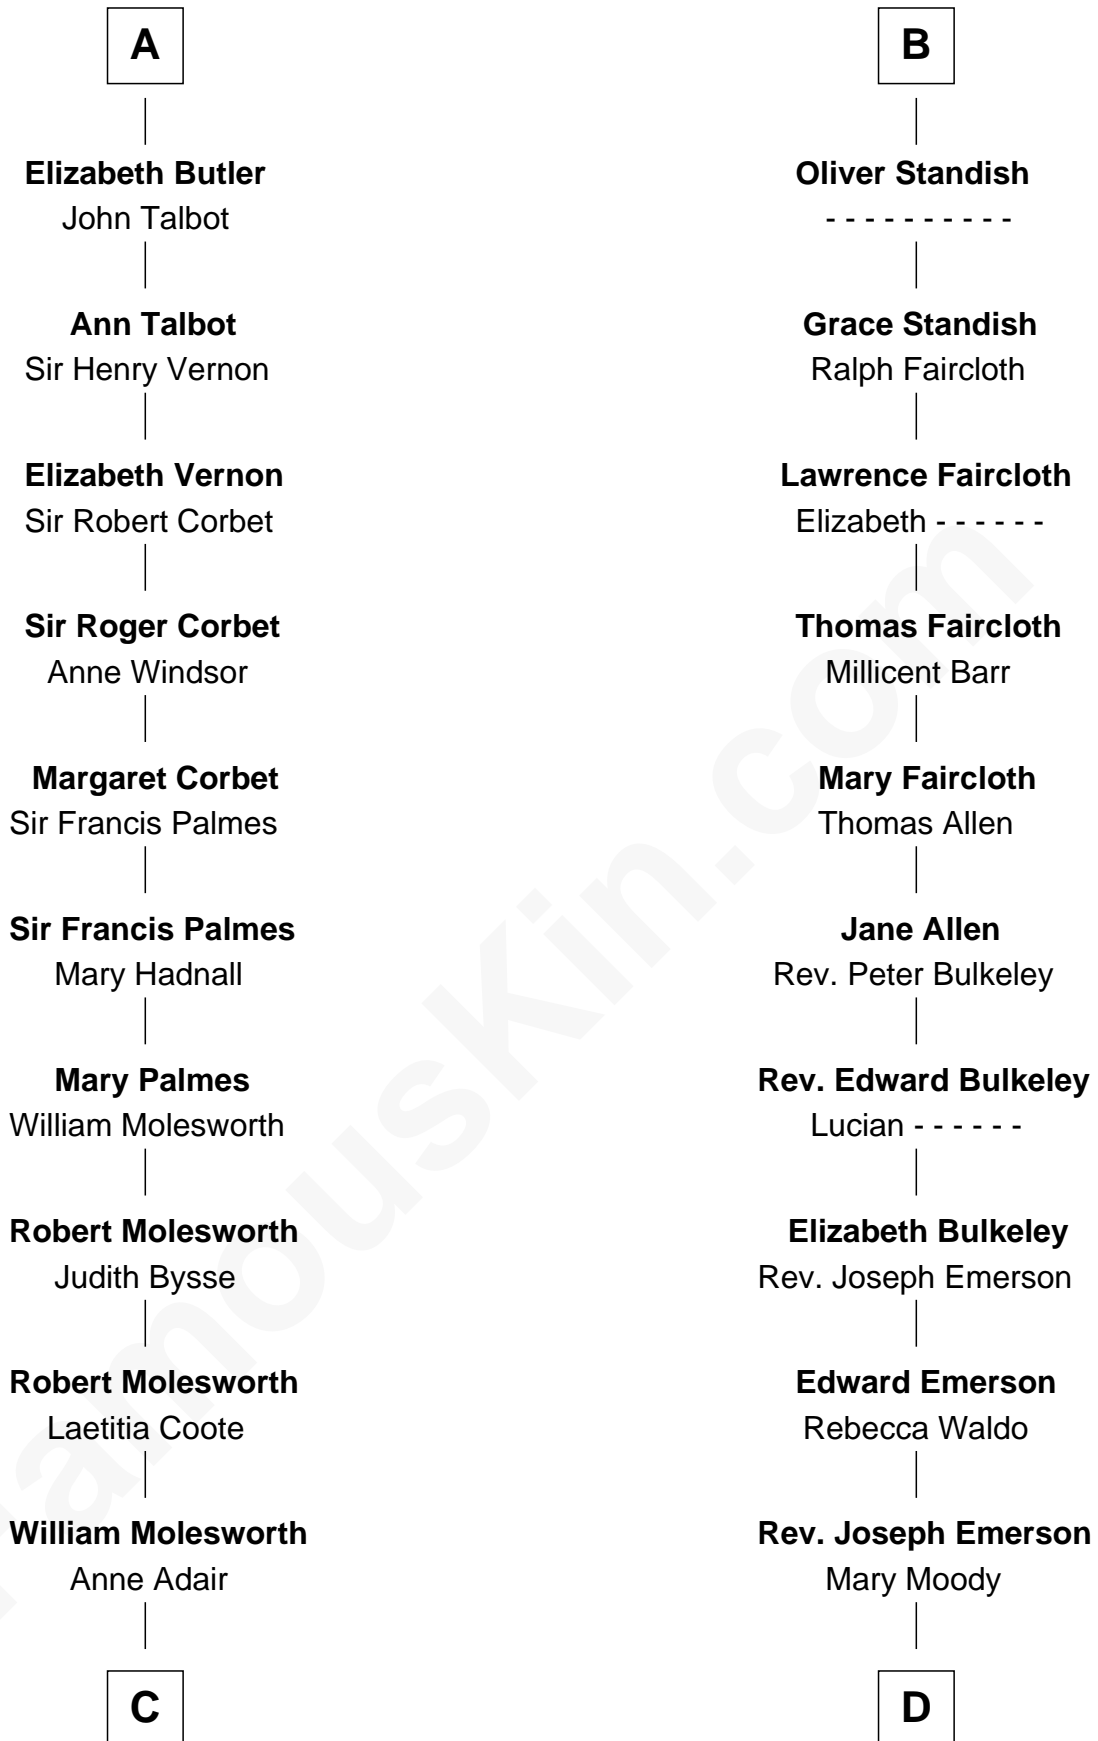 A
Elizabeth Butler
John Talbot
Ann Talbot
Sir Henry Vernon
Elizabeth Vernon
Sir Robert Corbet
Sir Roger Corbet
Anne Windsor
Margaret Corbet
Sir Francis Palmes
Sir Francis Palmes
Mary Hadnall
Mary Palmes
William Molesworth
Robert Molesworth
Judith Bysse
Robert Molesworth
Laetitia Coote
William Molesworth
Anne Adair
C
B
Oliver Standish
- - - - - - - - - -
Grace Standish
Ralph Faircloth
Lawrence Faircloth
Elizabeth - - - - - -
Thomas Faircloth
Millicent Barr
Mary Faircloth
Thomas Allen
Jane Allen
Rev. Peter Bulkeley
Rev. Edward Bulkeley
Lucian - - - - - -
Elizabeth Bulkeley
Rev. Joseph Emerson
Edward Emerson
Rebecca Waldo
Rev. Joseph Emerson
Mary Moody
D
FamousKin.com